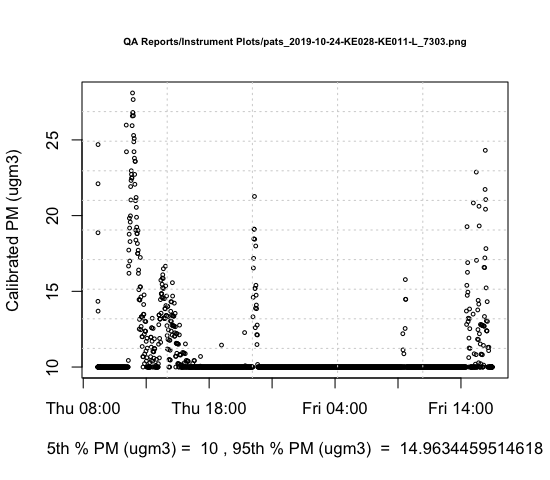 QA Reports/Instrument Plots/pats_2019-10-24-KE028-KE011-L_7303.png
Calibrated PM (ugm3)
25
20
15
10
Thu 08:00 Thu 18:00 Fri 04:00 Fri 14:00
5th % PM (ugm3) = 10 , 95th % PM (ugm3) = 14.9634459514618